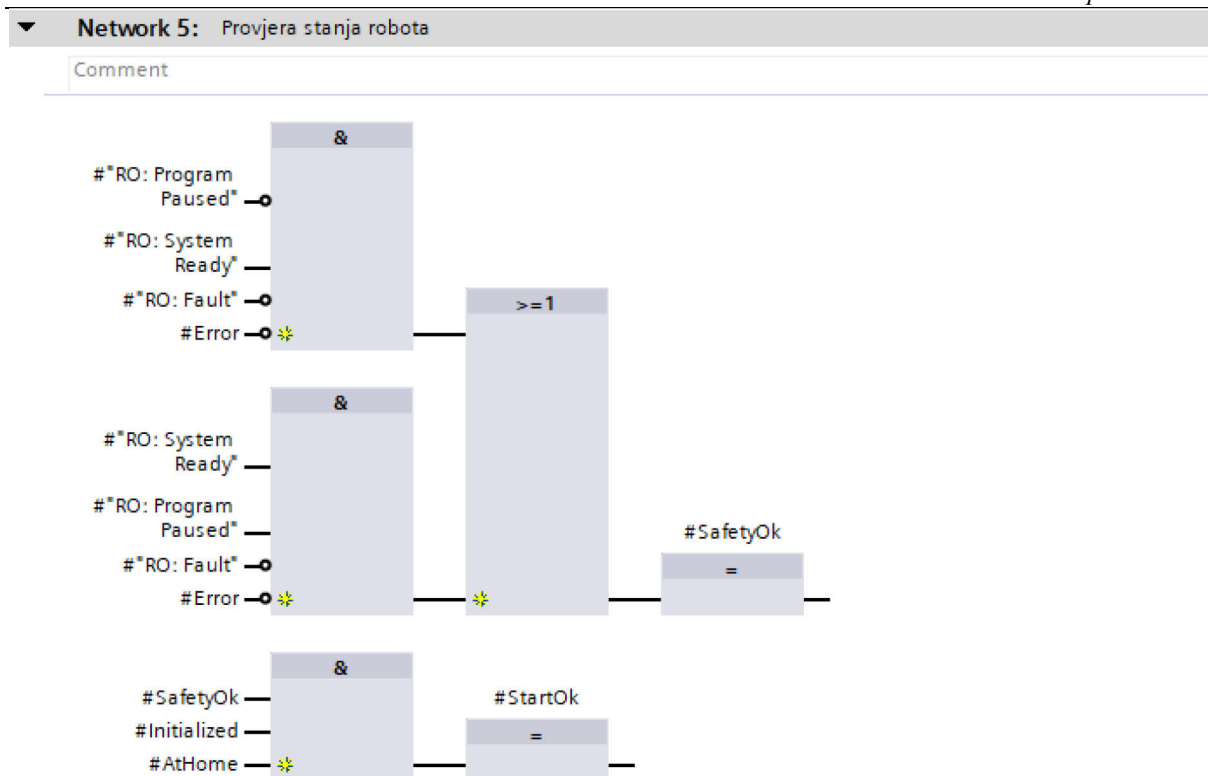 Network 5: Provjera stanja robota
Comment
&
#"RO: Program
Paused"
#"RO: System
Ready"
#"RO: Fault"
#Error
>=1
&
#"RO: System
Ready"
#"RO: Program
Paused"
#"RO: Fault"
#Error
#SafetyOk
=
&
#SafetyOk
#Initialized
#AtHome
#StartOk
=